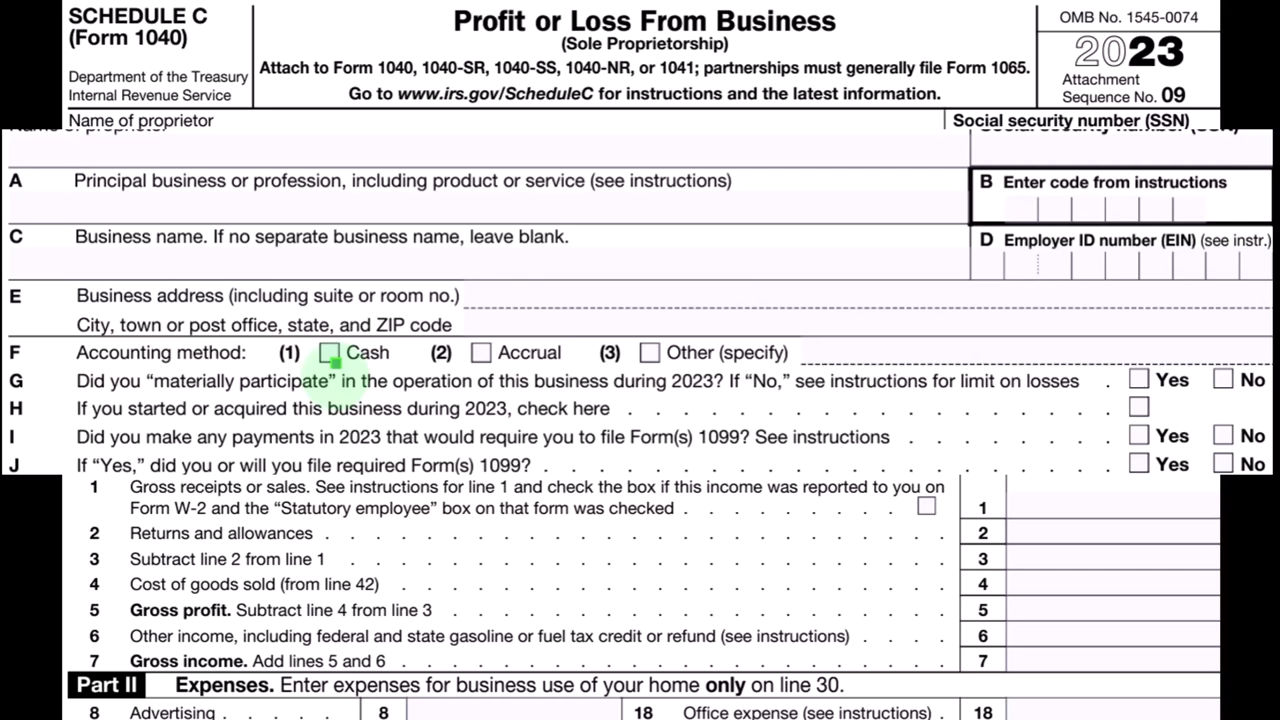 SCHEDULE C
(Form 1040)
Department of the Treasury
Internal Revenue Service
Profit or Loss From Business
(Sole Proprietorship)
Attach to Form 1040, 1040-SR, 1040-SS, 1040-NR, or 1041; partnerships must generally file Form 1065.
Go to www.irs.gov/ScheduleC for instructions and the latest information.
OMB No. 1545-0074
2023
Attachment
Sequence No. 09
Name of proprietor
Social security number (SSN)
Name of proprietor
Social security number (SSN)
A Principal business or profession, including product or service (see instructions)
B Enter code from instructions
C Business name. If no separate business name, leave blank.
D Employer ID number (EIN) (see instr.)
E Business address (including suite or room no.)
City, town or post office, state, and ZIP code
F Accounting method: (1) Cash (2) Accrual (3) Other (specify)
G Did you “materially participate” in the operation of this business during 2023? If “No,” see instructions for limit on losses . Yes No
H If you started or acquired this business during 2023, check here . . . . . . . . . . . . . . . . .
I Did you make any payments in 2023 that would require you to file Form(s) 1099? See instructions . . . . . . . . Yes No
J If “Yes,” did you or will you file required Form(s) 1099? . . . . . . . . . . . . . . . . . . . . Yes No
1 Gross receipts or sales. See instructions for line 1 and check the box if this income was reported to you on
Form W-2 and the “Statutory employee” box on that form was checked . . . . . . . . . 1
2 Returns and allowances . . . . . . . . . . . . . . . . . . . . . . . . . 2
3 Subtract line 2 from line 1 . . . . . . . . . . . . . . . . . . . . . . . . 3
4 Cost of goods sold (from line 42) . . . . . . . . . . . . . . . . . . . . . . 4
5 Gross profit. Subtract line 4 from line 3 . . . . . . . . . . . . . . . . . . . . 5
6 Other income, including federal and state gasoline or fuel tax credit or refund (see instructions) . . . . 6
7 Gross income. Add lines 5 and 6 . . . . . . . . . . . . . . . . . . . . . . 7
Part II Expenses. Enter expenses for business use of your home only on line 30.
8 Advertising . . . . . 8
18 Office expense (see instructions) . 18